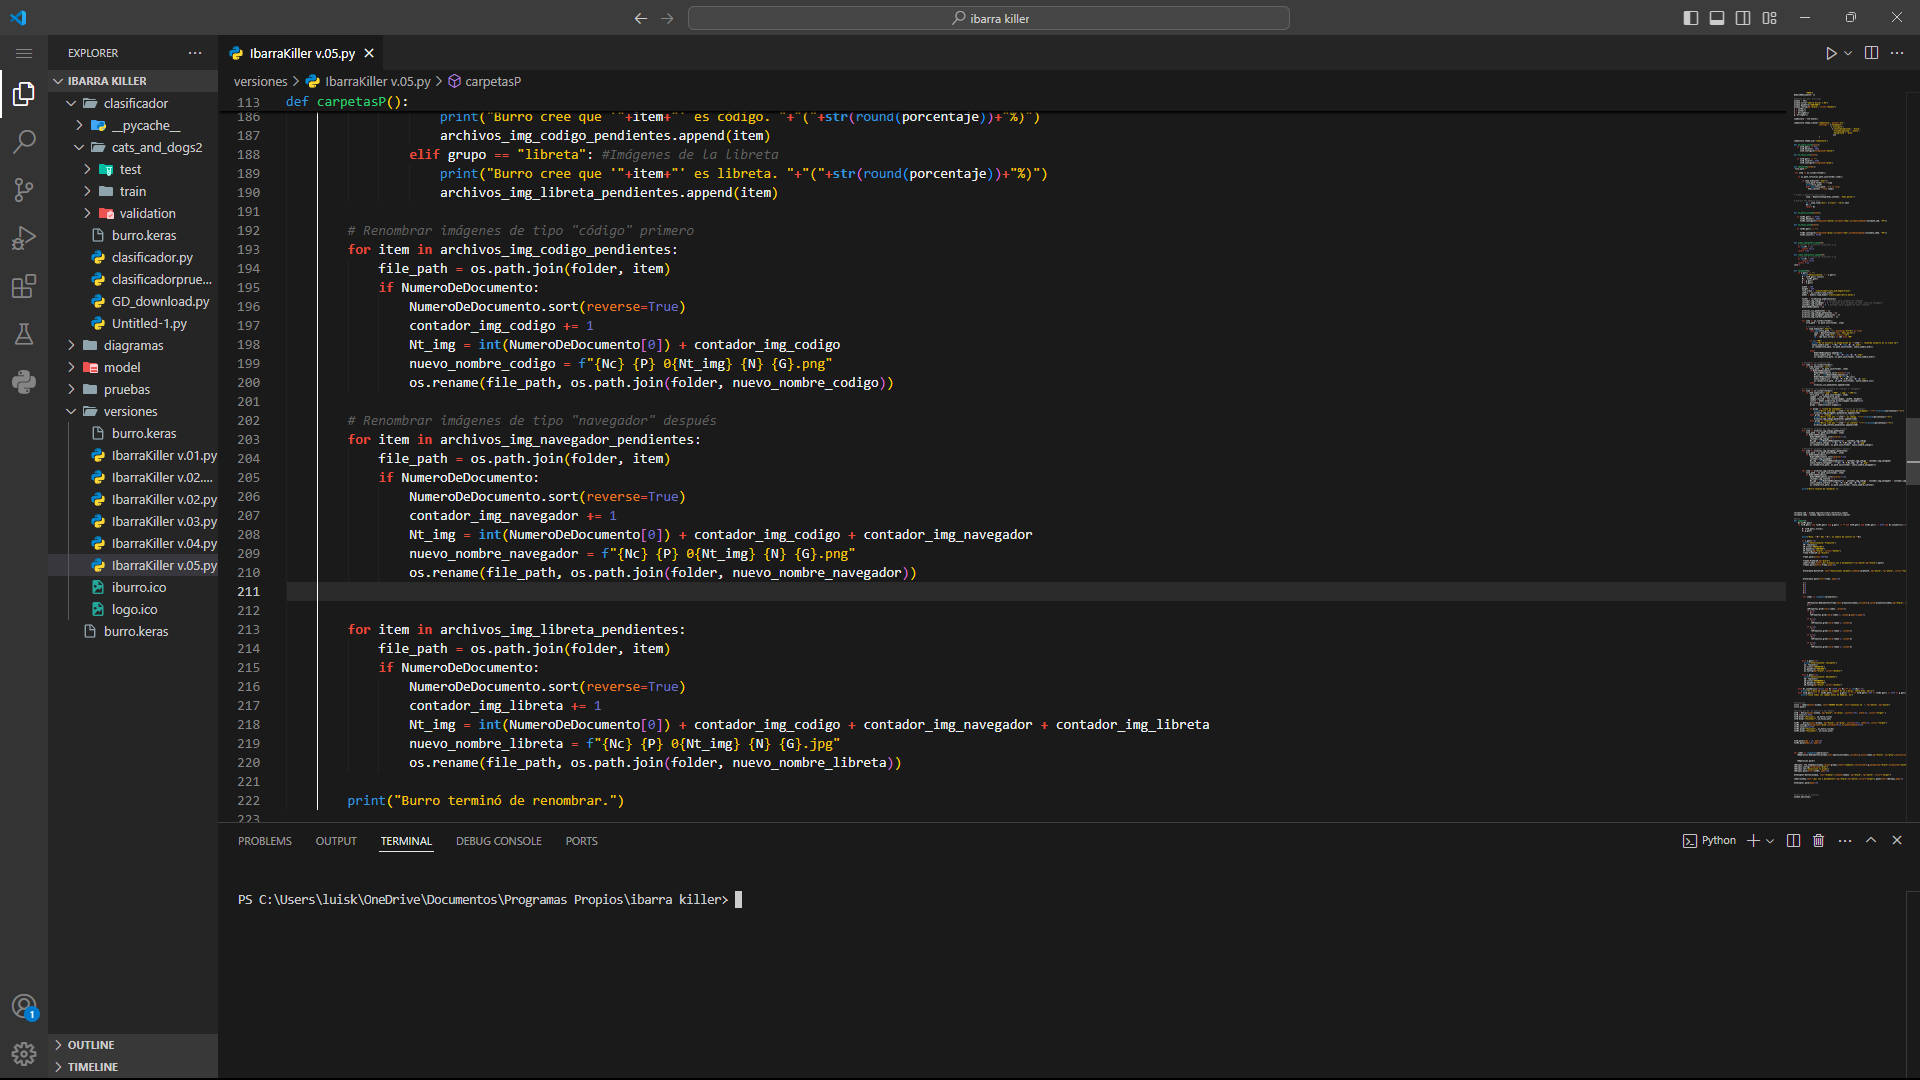 ibarra killer
EXPLORER
IBARRA KILLER
clasificador
__pycache__
cats_and_dogs2
test
train
validation
burro.keras
clasificador.py
clasificadorprue...
GD_download.py
Untitled-1.py
diagramas
model
pruebas
versiones
burro.keras
IbarraKiller v.01.py
IbarraKiller v.02....
IbarraKiller v.02.py
IbarraKiller v.03.py
IbarraKiller v.04.py
IbarraKiller v.05.py
iburro.ico
logo.ico
burro.keras
OUTLINE
TIMELINE
1
IbarraKiller v.05.py
versiones > IbarraKiller v.05.py > carpetasP
113 def carpetasP():
186 print("Burro cree que '"+item+"' es código. "+"("+str(round(porcentaje))+"%)")
187 archivos_img_codigo_pendientes.append(item)
188 elif grupo == "libreta": #Imágenes de la libreta
189 print("Burro cree que '"+item+"' es libreta. "+"("+str(round(porcentaje))+"%)")
190 archivos_img_libreta_pendientes.append(item)
191
192 # Renombrar imágenes de tipo "código" primero
193 for item in archivos_img_codigo_pendientes:
194 file_path = os.path.join(folder, item)
195 if NumeroDeDocumento:
196 NumeroDeDocumento.sort(reverse=True)
197 contador_img_codigo += 1
198 Nt_img = int(NumeroDeDocumento[0]) + contador_img_codigo
199 nuevo_nombre_codigo = f"{Nc} {P} 0{Nt_img} {N} {G}.png"
200 os.rename(file_path, os.path.join(folder, nuevo_nombre_codigo))
201
202 # Renombrar imágenes de tipo "navegador" después
203 for item in archivos_img_navegador_pendientes:
204 file_path = os.path.join(folder, item)
205 if NumeroDeDocumento:
206 NumeroDeDocumento.sort(reverse=True)
207 contador_img_navegador += 1
208 Nt_img = int(NumeroDeDocumento[0]) + contador_img_codigo + contador_img_navegador
209 nuevo_nombre_navegador = f"{Nc} {P} 0{Nt_img} {N} {G}.png"
210 os.rename(file_path, os.path.join(folder, nuevo_nombre_navegador))
211
212
213 for item in archivos_img_libreta_pendientes:
214 file_path = os.path.join(folder, item)
215 if NumeroDeDocumento:
216 NumeroDeDocumento.sort(reverse=True)
217 contador_img_libreta += 1
218 Nt_img = int(NumeroDeDocumento[0]) + contador_img_codigo + contador_img_navegador + contador_img_libreta
219 nuevo_nombre_libreta = f"{Nc} {P} 0{Nt_img} {N} {G}.jpg"
220 os.rename(file_path, os.path.join(folder, nuevo_nombre_libreta))
221
222 print("Burro terminó de renombrar.")
223
PROBLEMS OUTPUT TERMINAL DEBUG CONSOLE PORTS
Python
PS C:\Users\luisk\OneDrive\Documentos\Programas Propios\ibarra killer>